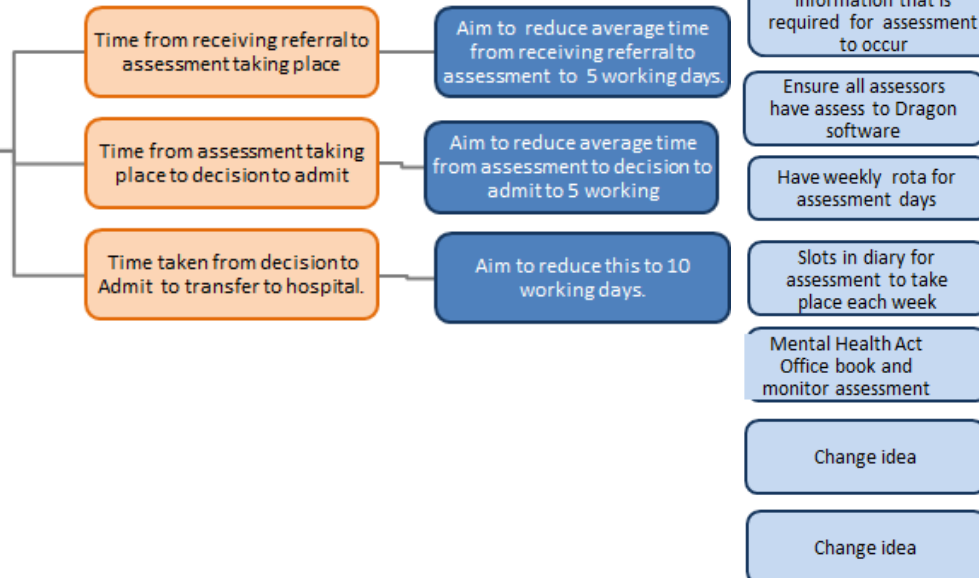 Time from receiving referral to
assessment taking place
Time from assessment taking
place to decision to admit
Time taken from decision to
Admit to transfer to hospital.
Aim to reduce average time
from receiving referral to
assessment to 5 working days.
Aim to reduce average time
from assessment to decision to
admit to 5 working
Aim to reduce this to 10
working days.
information that is
required for assessment
to occur
Ensure all assessors
have assess to Dragon
software
Have weekly rota for
assessment days
Slots in diary for
assessment to take
place each week
Mental Health Act
Office book and
monitor assessment
Change idea
Change idea